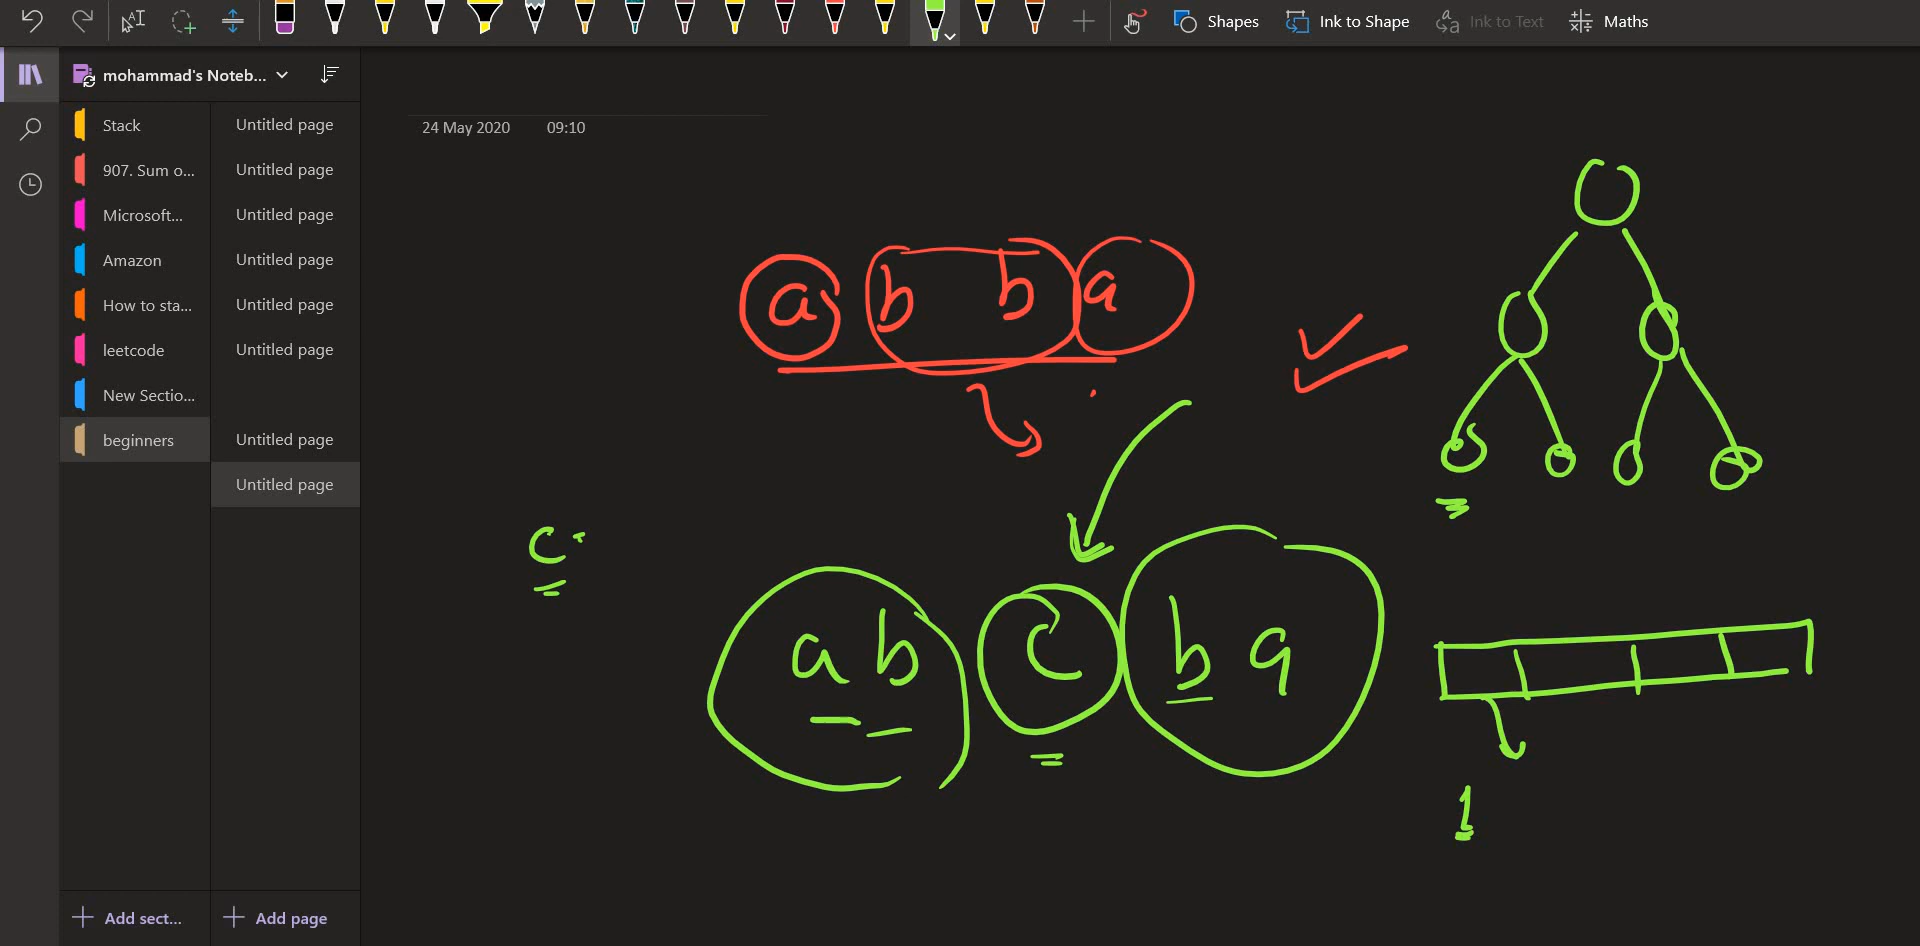 Shapes
Ink to Shape
Ink to Text
Maths
mohammad's Noteb...
Stack
907. Sum o...
Microsoft...
Amazon
How to sta...
leetcode
New Sectio...
beginners
Add sect...
Untitled page
Untitled page
Untitled page
Untitled page
Untitled page
Untitled page
Untitled page
Untitled page
Add page
24 May 2020 09:10
a b b a
c
a b c b a
1